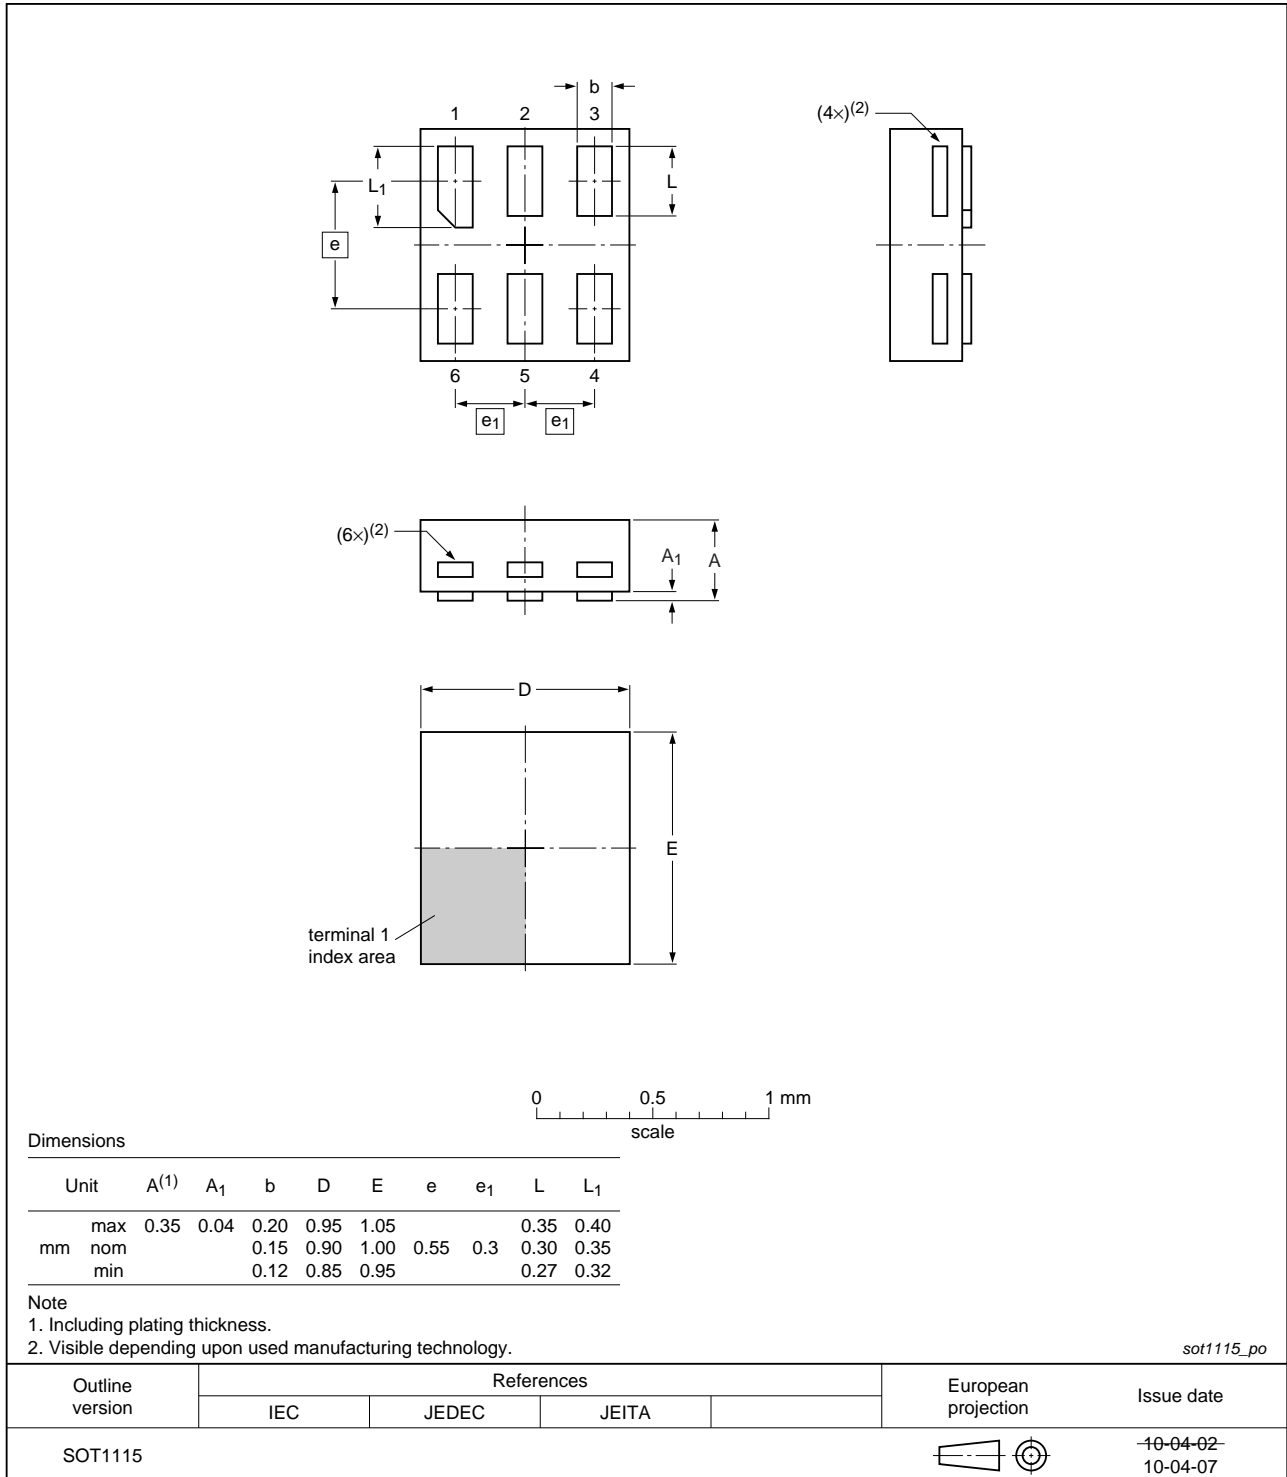 b
1 2 3
(4×)(2)
L1
L
e
6 5 4
e1 e1
(6×)(2)
A1 A
D
E
terminal 1
index area
0 0.5 1 mm
scale
Dimensions
Unit A(1) A1 b D E e e1 L L1
max 0.35 0.04 0.20 0.95 1.05 0.35 0.40
mm nom 0.15 0.90 1.00 0.55 0.3 0.30 0.35
min 0.12 0.85 0.95 0.27 0.32
Note
1. Including plating thickness.
2. Visible depending upon used manufacturing technology.
sot1115_po
Outline
version
References
IEC JEDEC JEITA
European
projection
Issue date
SOT1115
10-04-02
10-04-07